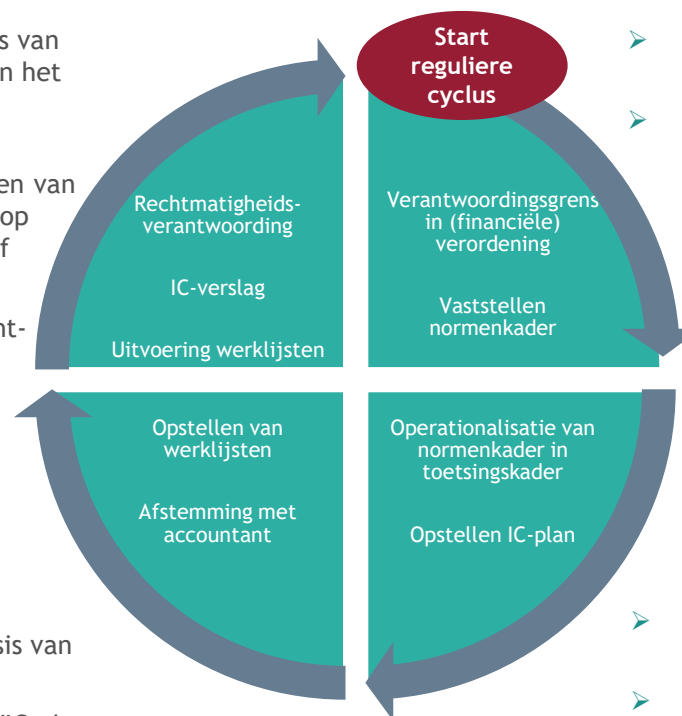 s van
n het
en van
op
f
nt-
sis van
Start
reguliere
cyclus
Verantwoordingsgrens
in (financiële)
verordening
Vaststellen
normenkader
Operationalisatie van
normenkader in
toetsingskader
Opstellen IC-plan
Opstellen van
werklijsten
Afstemming met
accountant
Rechtmatigheids-
verantwoording
IC-verslag
Uitvoering werklijsten